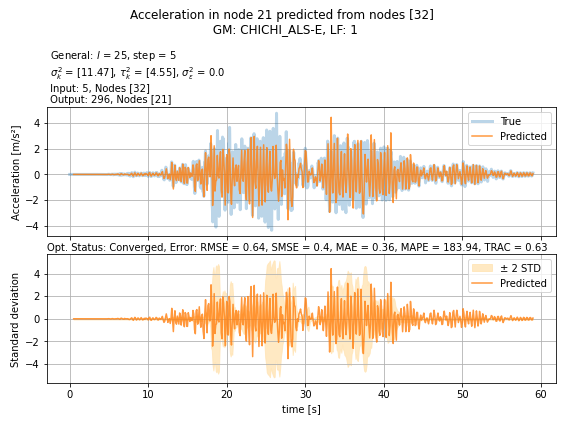 Acceleration in node 21 predicted from nodes [32]
GM: CHICHI_ALS-E, LF: 1
General: l = 25, step = 5
σ²ₖ = [11.47], τ²ₖ = [4.55], σ²ε = 0.0
Input: 5, Nodes [32]
Output: 296, Nodes [21]
Acceleration [m/s²]
4
2
0
−2
−4
True
Predicted
Opt. Status: Converged, Error: RMSE = 0.64, SMSE = 0.4, MAE = 0.36, MAPE = 183.94, TRAC = 0.63
Standard deviation
4
2
0
−2
−4
± 2 STD
Predicted
0 10 20 30 40 50 60
time [s]